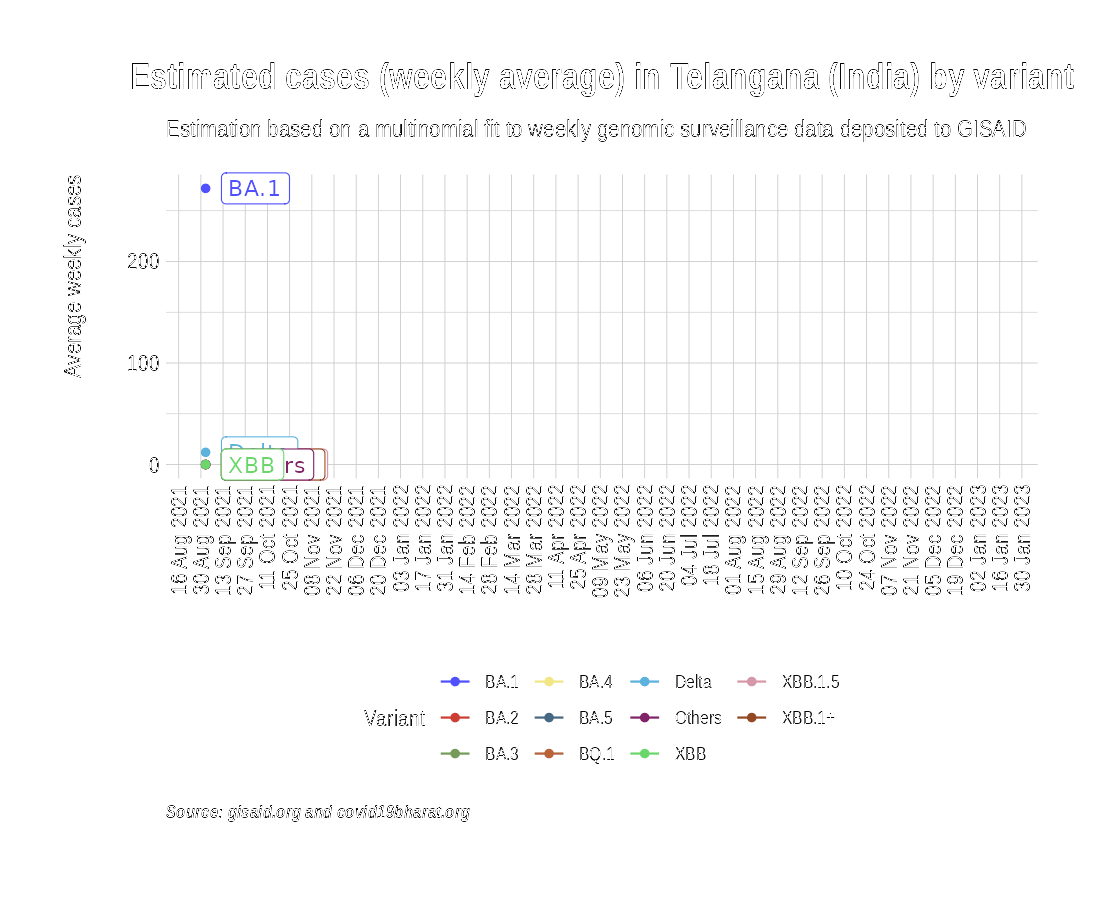 Estimated cases (weekly average) in Telangana (India) by variant
Estimation based on a multinomial fit to weekly genomic surveillance data deposited to GISAID
Average weekly cases
200
100
0
BA.1
XBB
rs
16 Aug 2021
30 Aug 2021
13 Sep 2021
27 Sep 2021
11 Oct 2021
25 Oct 2021
08 Nov 2021
22 Nov 2021
06 Dec 2021
20 Dec 2021
03 Jan 2022
17 Jan 2022
31 Jan 2022
14 Feb 2022
28 Feb 2022
14 Mar 2022
28 Mar 2022
11 Apr 2022
25 Apr 2022
09 May 2022
23 May 2022
06 Jun 2022
20 Jun 2022
04 Jul 2022
18 Jul 2022
01 Aug 2022
15 Aug 2022
29 Aug 2022
12 Sep 2022
26 Sep 2022
10 Oct 2022
24 Oct 2022
07 Nov 2022
21 Nov 2022
05 Dec 2022
19 Dec 2022
02 Jan 2023
16 Jan 2023
30 Jan 2023
Variant
BA.1 BA.4 Delta XBB.1.5
BA.2 BA.5 Others XBB.1+
BA.3 BQ.1 XBB
Source: gisaid.org and covid19bharat.org